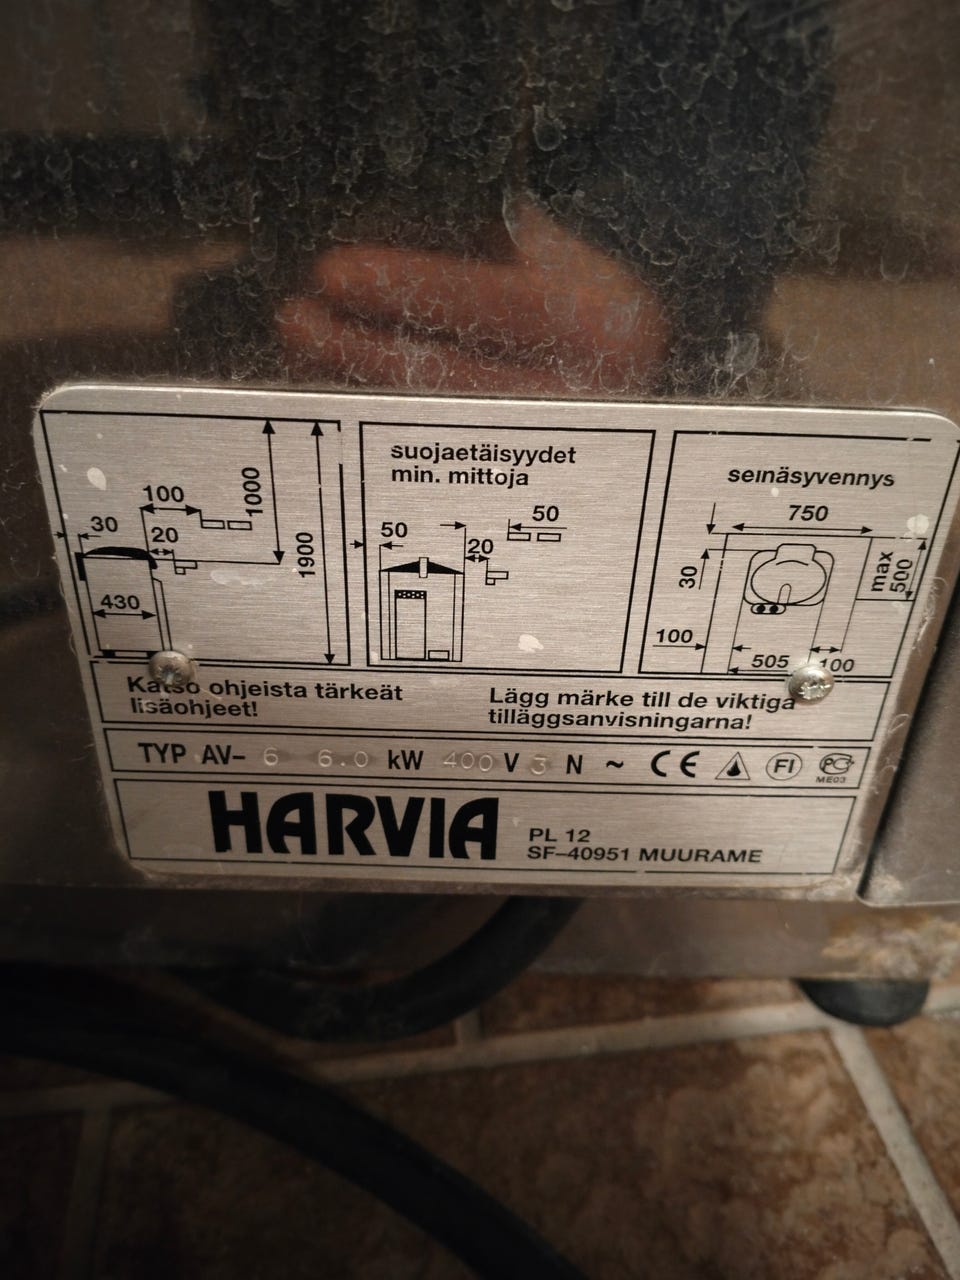 100
30
20
430
1000
1900
suojaetäisyydet
min. mittoja
50
50
20
seinäsyvennys
750
30
max
500
100
505
100
Katso ohjeista tärkeät
lisäohjeet!
Lägg märke till de viktiga
tilläggsanvisningarna!
TYP AV- 6 6.0 kW 400 V 3 N ~ CE FI PC
ME03
HARVIA
PL 12
SF-40951 MUURAME